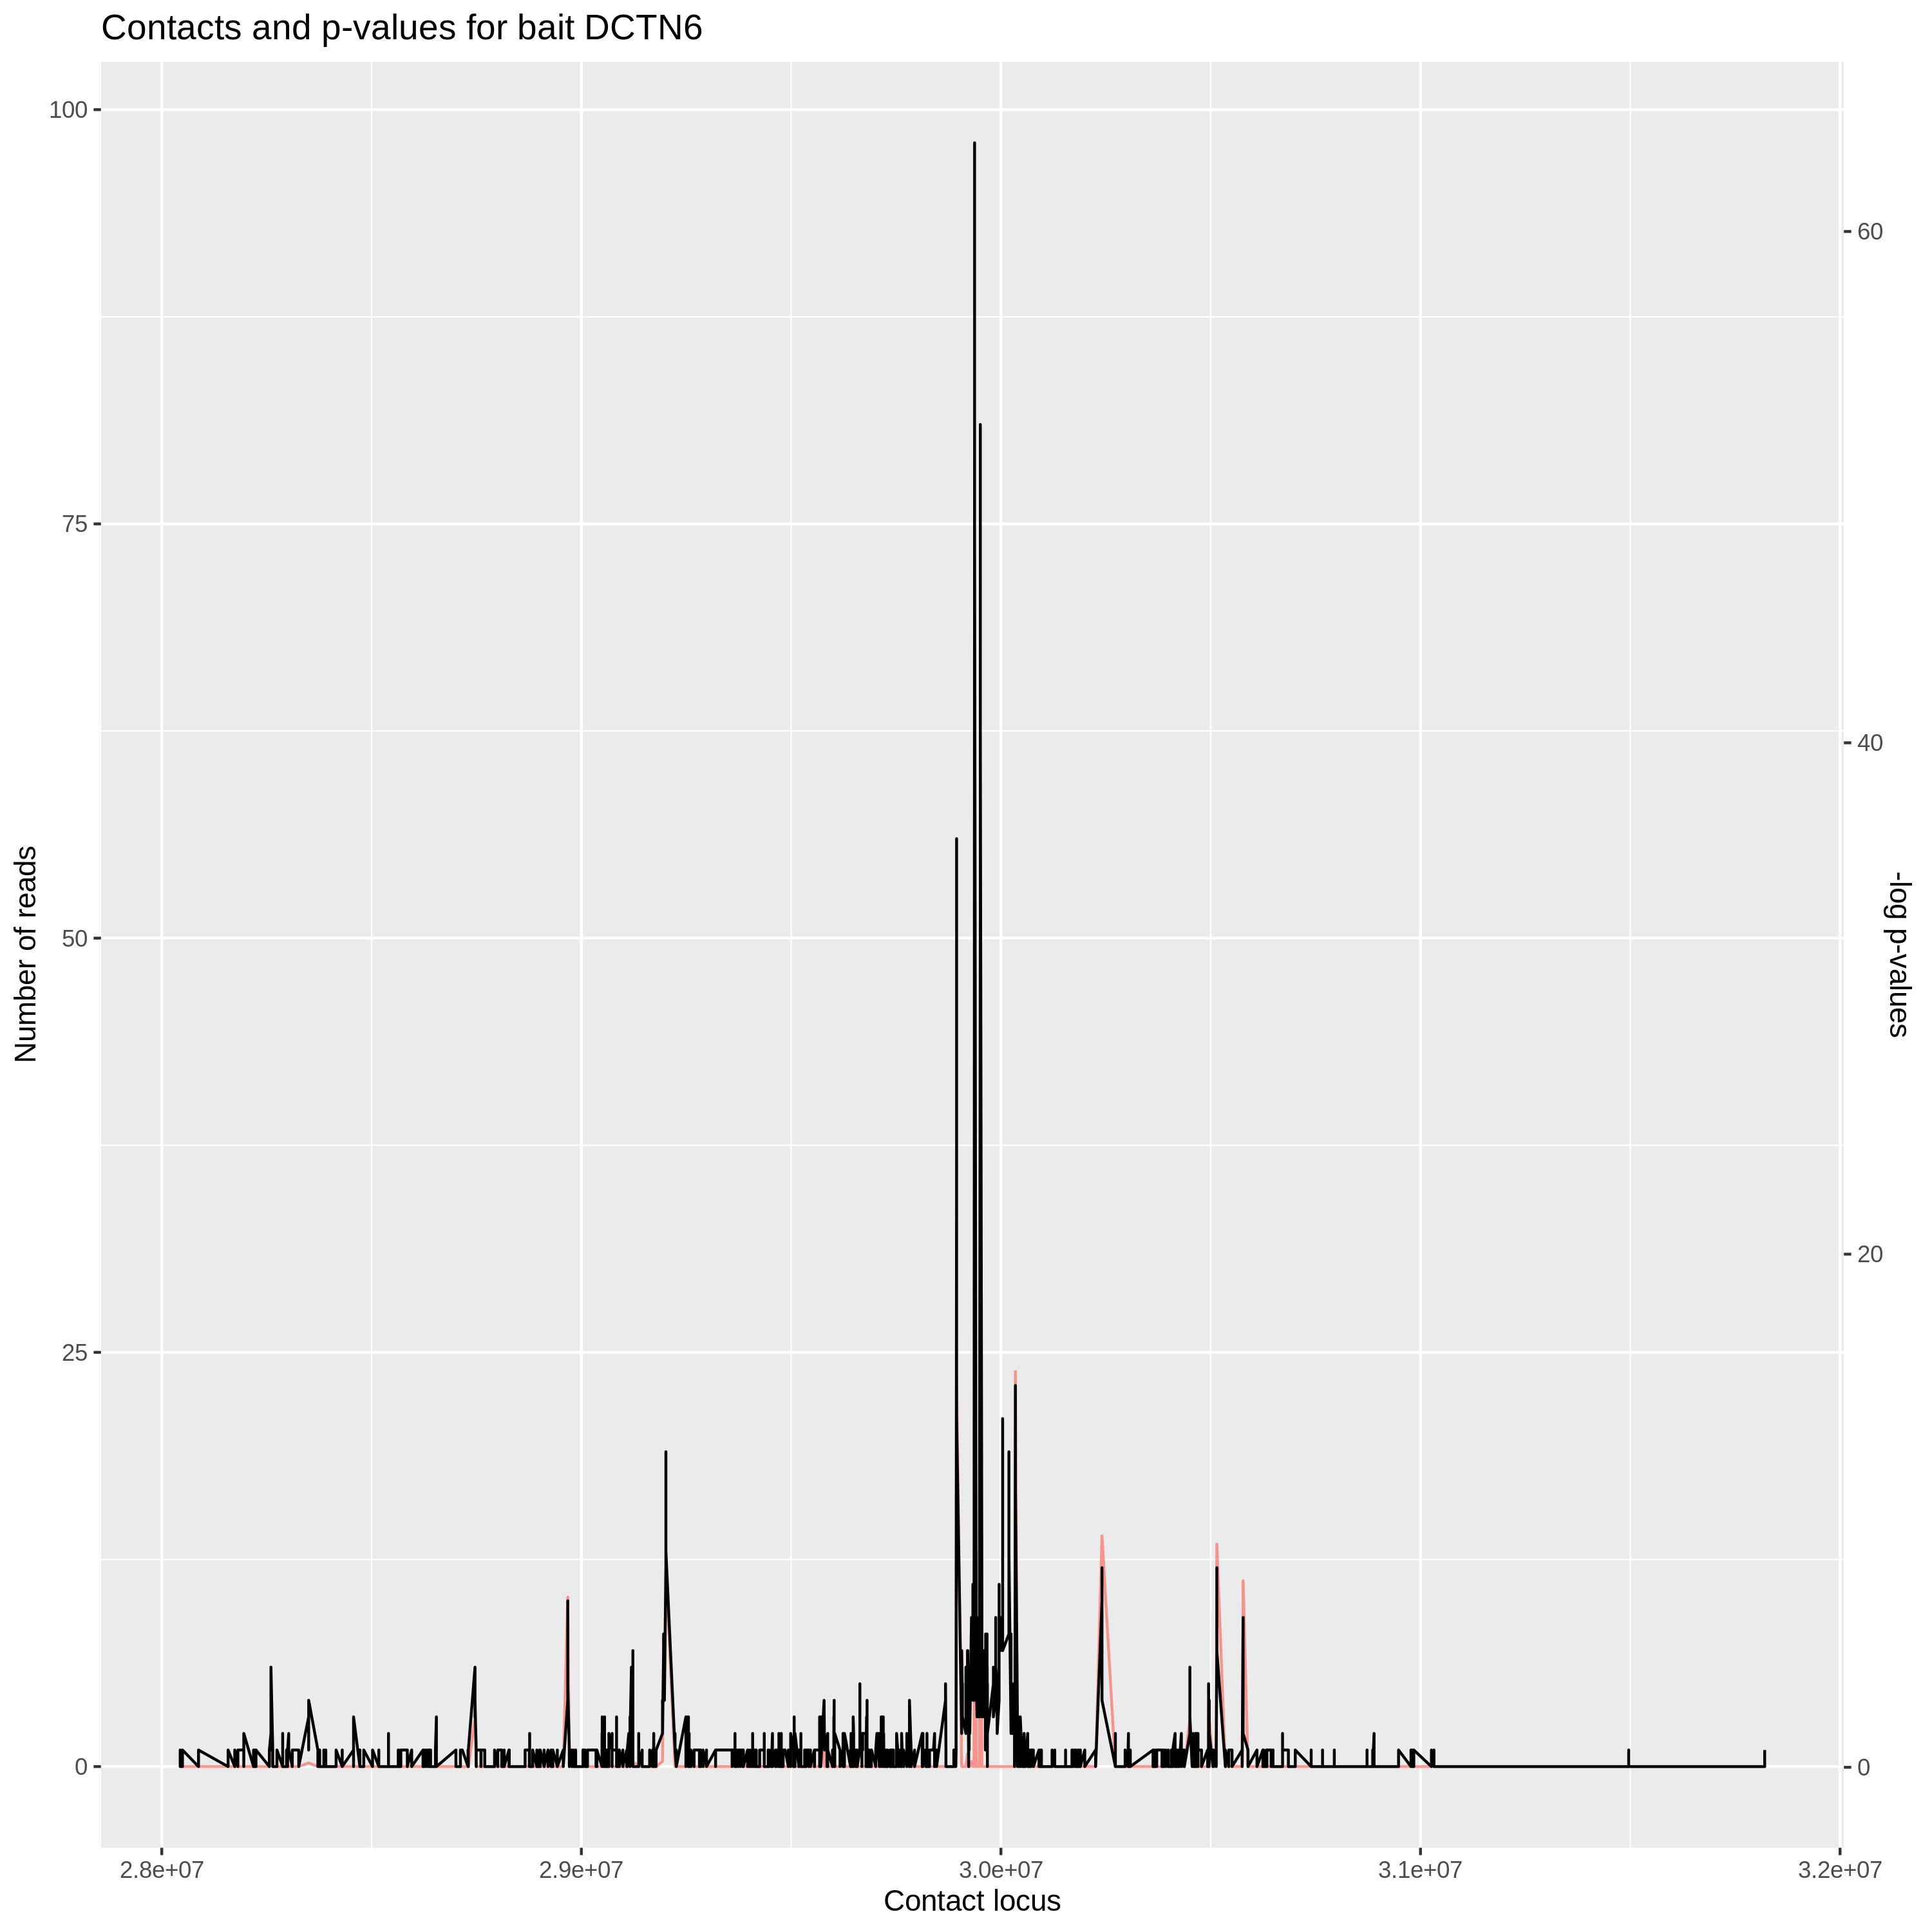 Contacts and p-values for bait DCTN6
100
75
50
25
0
Number of reads
60
40
20
0
-log p-values
2.8e+07 2.9e+07 3.0e+07 3.1e+07 3.2e+07
Contact locus